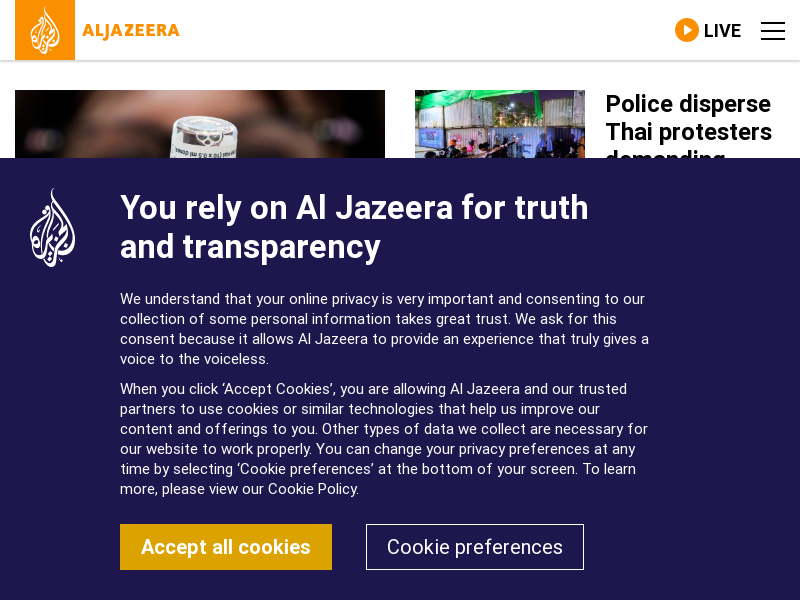 ALJAZEERA
LIVE
Police disperse
Thai protesters
demanding
You rely on Al Jazeera for truth
and transparency
We understand that your online privacy is very important and consenting to our
collection of some personal information takes great trust. We ask for this
consent because it allows Al Jazeera to provide an experience that truly gives a
voice to the voiceless.
When you click ‘Accept Cookies’, you are allowing Al Jazeera and our trusted
partners to use cookies or similar technologies that help us improve our
content and offerings to you. Other types of data we collect are necessary for
our website to work properly. You can change your privacy preferences at any
time by selecting ‘Cookie preferences’ at the bottom of your screen. To learn
more, please view our Cookie Policy.
Accept all cookies
Cookie preferences